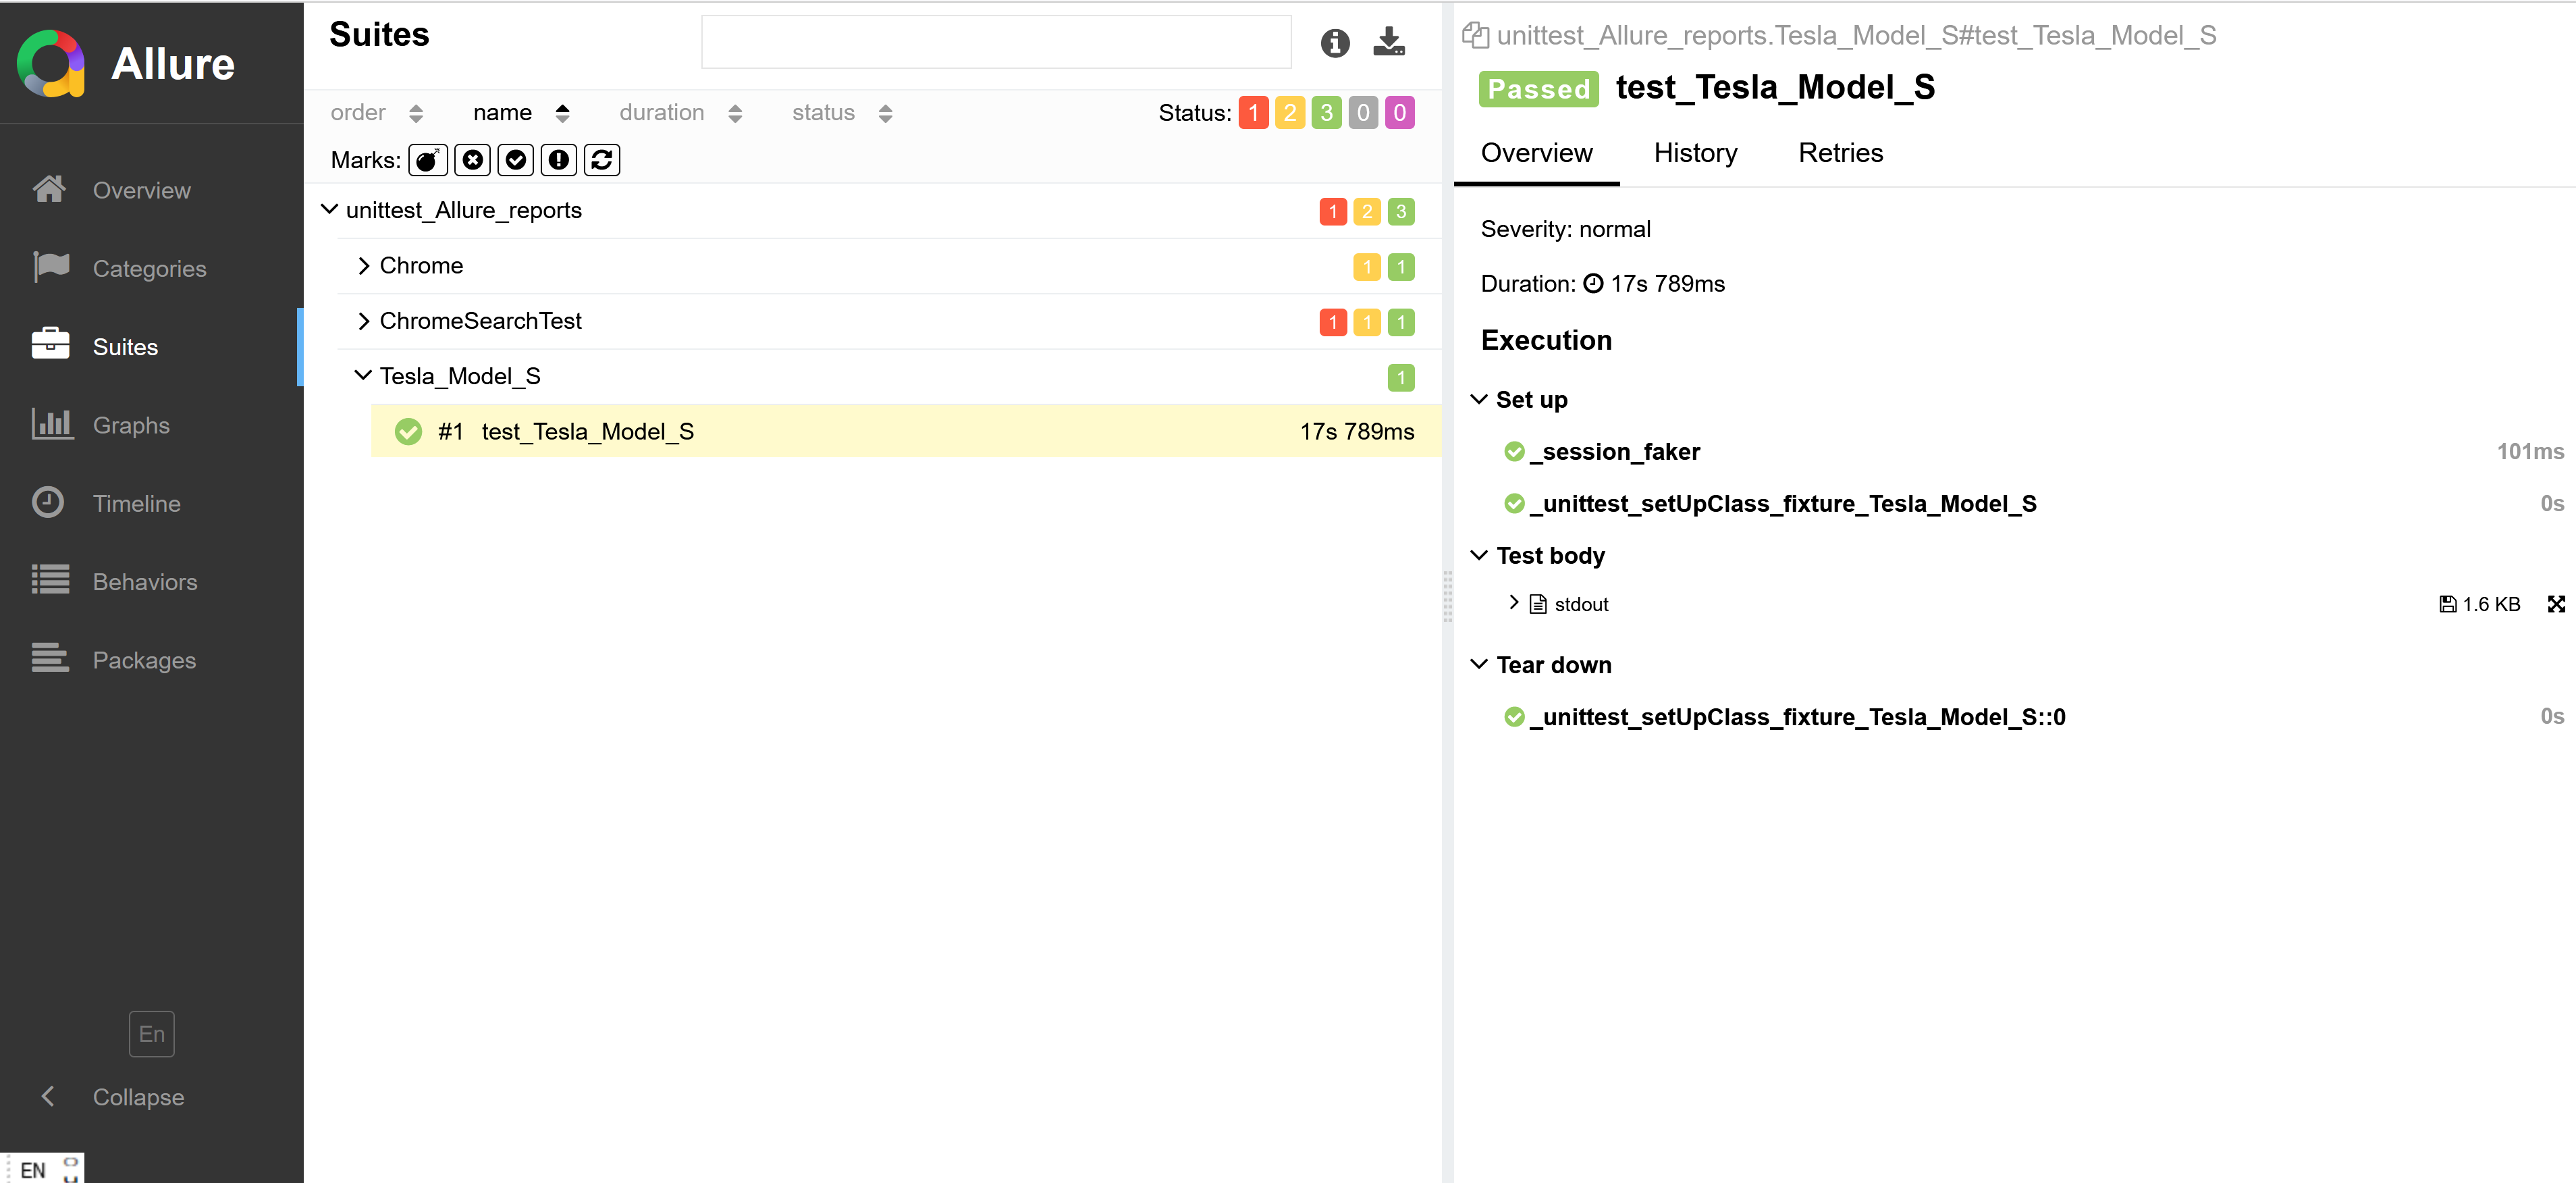 Allure
Overview
Categories
Suites
Graphs
Timeline
Behaviors
Packages
En
Collapse
EN
Suites
order name duration status Status: 1 2 3 0 0
Marks:
unittest_Allure_reports 1 2 3
Chrome 1 1
ChromeSearchTest 1 1 1
Tesla_Model_S 1
#1 test_Tesla_Model_S 17s 789ms
unittest_Allure_reports.Tesla_Model_S#test_Tesla_Model_S
Passed test_Tesla_Model_S
Overview History Retries
Severity: normal
Duration: 17s 789ms
Execution
Set up
_session_faker 101ms
_unittest_setUpClass_fixture_Tesla_Model_S 0s
Test body
stdout 1.6 KB
Tear down
_unittest_setUpClass_fixture_Tesla_Model_S::0 0s